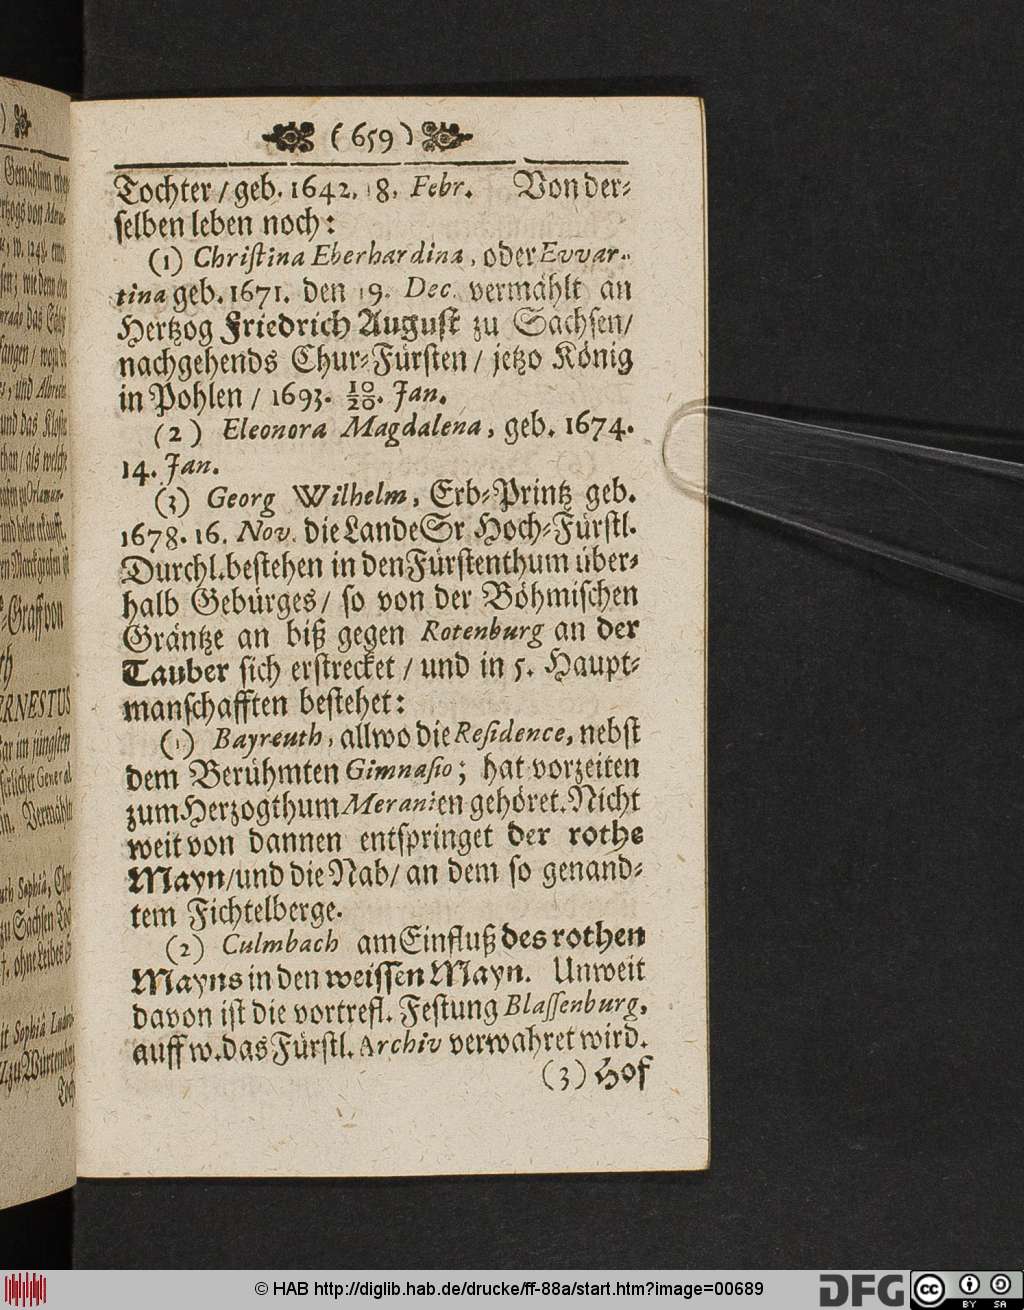 (659)
Tochter / geb. 1642. 18. Febr. Von der-
selben leben noch:
(1) Christina Eberhardina, oder Evvar-
tina geb. 1671. den 19. Dec. vermählt an
Hertzog Friedrich August zu Sachsen/
nachgehends Chur-Fürsten / jetzo König
in Pohlen / 1693. 10/20. Jan.
(2) Eleonora Magdalena, geb. 1674.
14. Jan.
(3) Georg Wilhelm, Erb-Printz geb.
1678. 16. Nov. die Lande Sr Hoch-Fürstl.
Durchl. bestehen in den Fürstenthum über-
halb Gebürges / so von der Böhmischen
Gräntze an biß gegen Rotenburg an der
Tauber sich erstrecket / und in 5. Haupt-
manschafften bestehet:
(1) Bayreuth, allwo die Residence, nebst
dem Berühmten Gimnasio; hat vorzeiten
zum Herzogthum Meranien gehöret. Nicht
weit von dannen entspringet der rothe
Mayn/und die Nab/ an dem so genand-
tem Fichtelberge.
(2) Culmbach am Einfluß des rothen
Mayns in den weissen Mayn. Unweit
davon ist die vortrefl. Festung Blassenburg,
auff w. das Fürstl. Archiv verwahret wird.
(3) Hof
© HAB http://diglib.hab.de/drucke/ff-88a/start.htm?image=00689
DFG
cc
BY SA